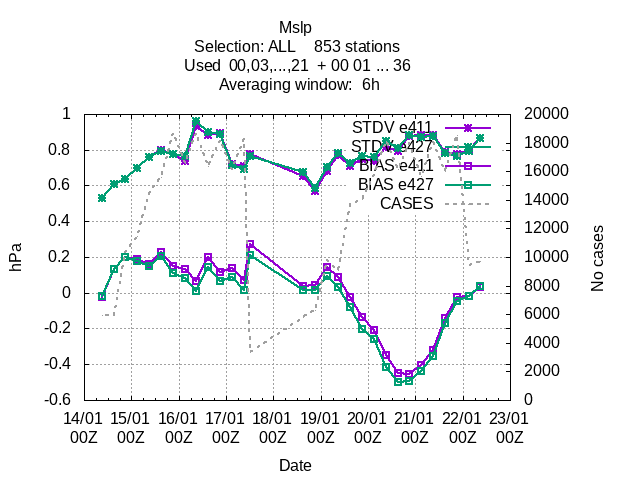 Mslp
Selection: ALL 853 stations
Used 00,03,...,21 + 00 01 ... 36
Averaging window: 6h
1
0.8
0.6
0.4
0.2
0
-0.2
-0.4
-0.6
hPa
20000
18000
16000
14000
12000
10000
8000
6000
4000
2000
0
No cases
STDV e411
STDV e427
BIAS e411
BIAS e427
CASES
14/01 15/01 16/01 17/01 18/01 19/01 20/01 21/01 22/01 23/01
00Z 00Z 00Z 00Z 00Z 00Z 00Z 00Z 00Z 00Z
Date